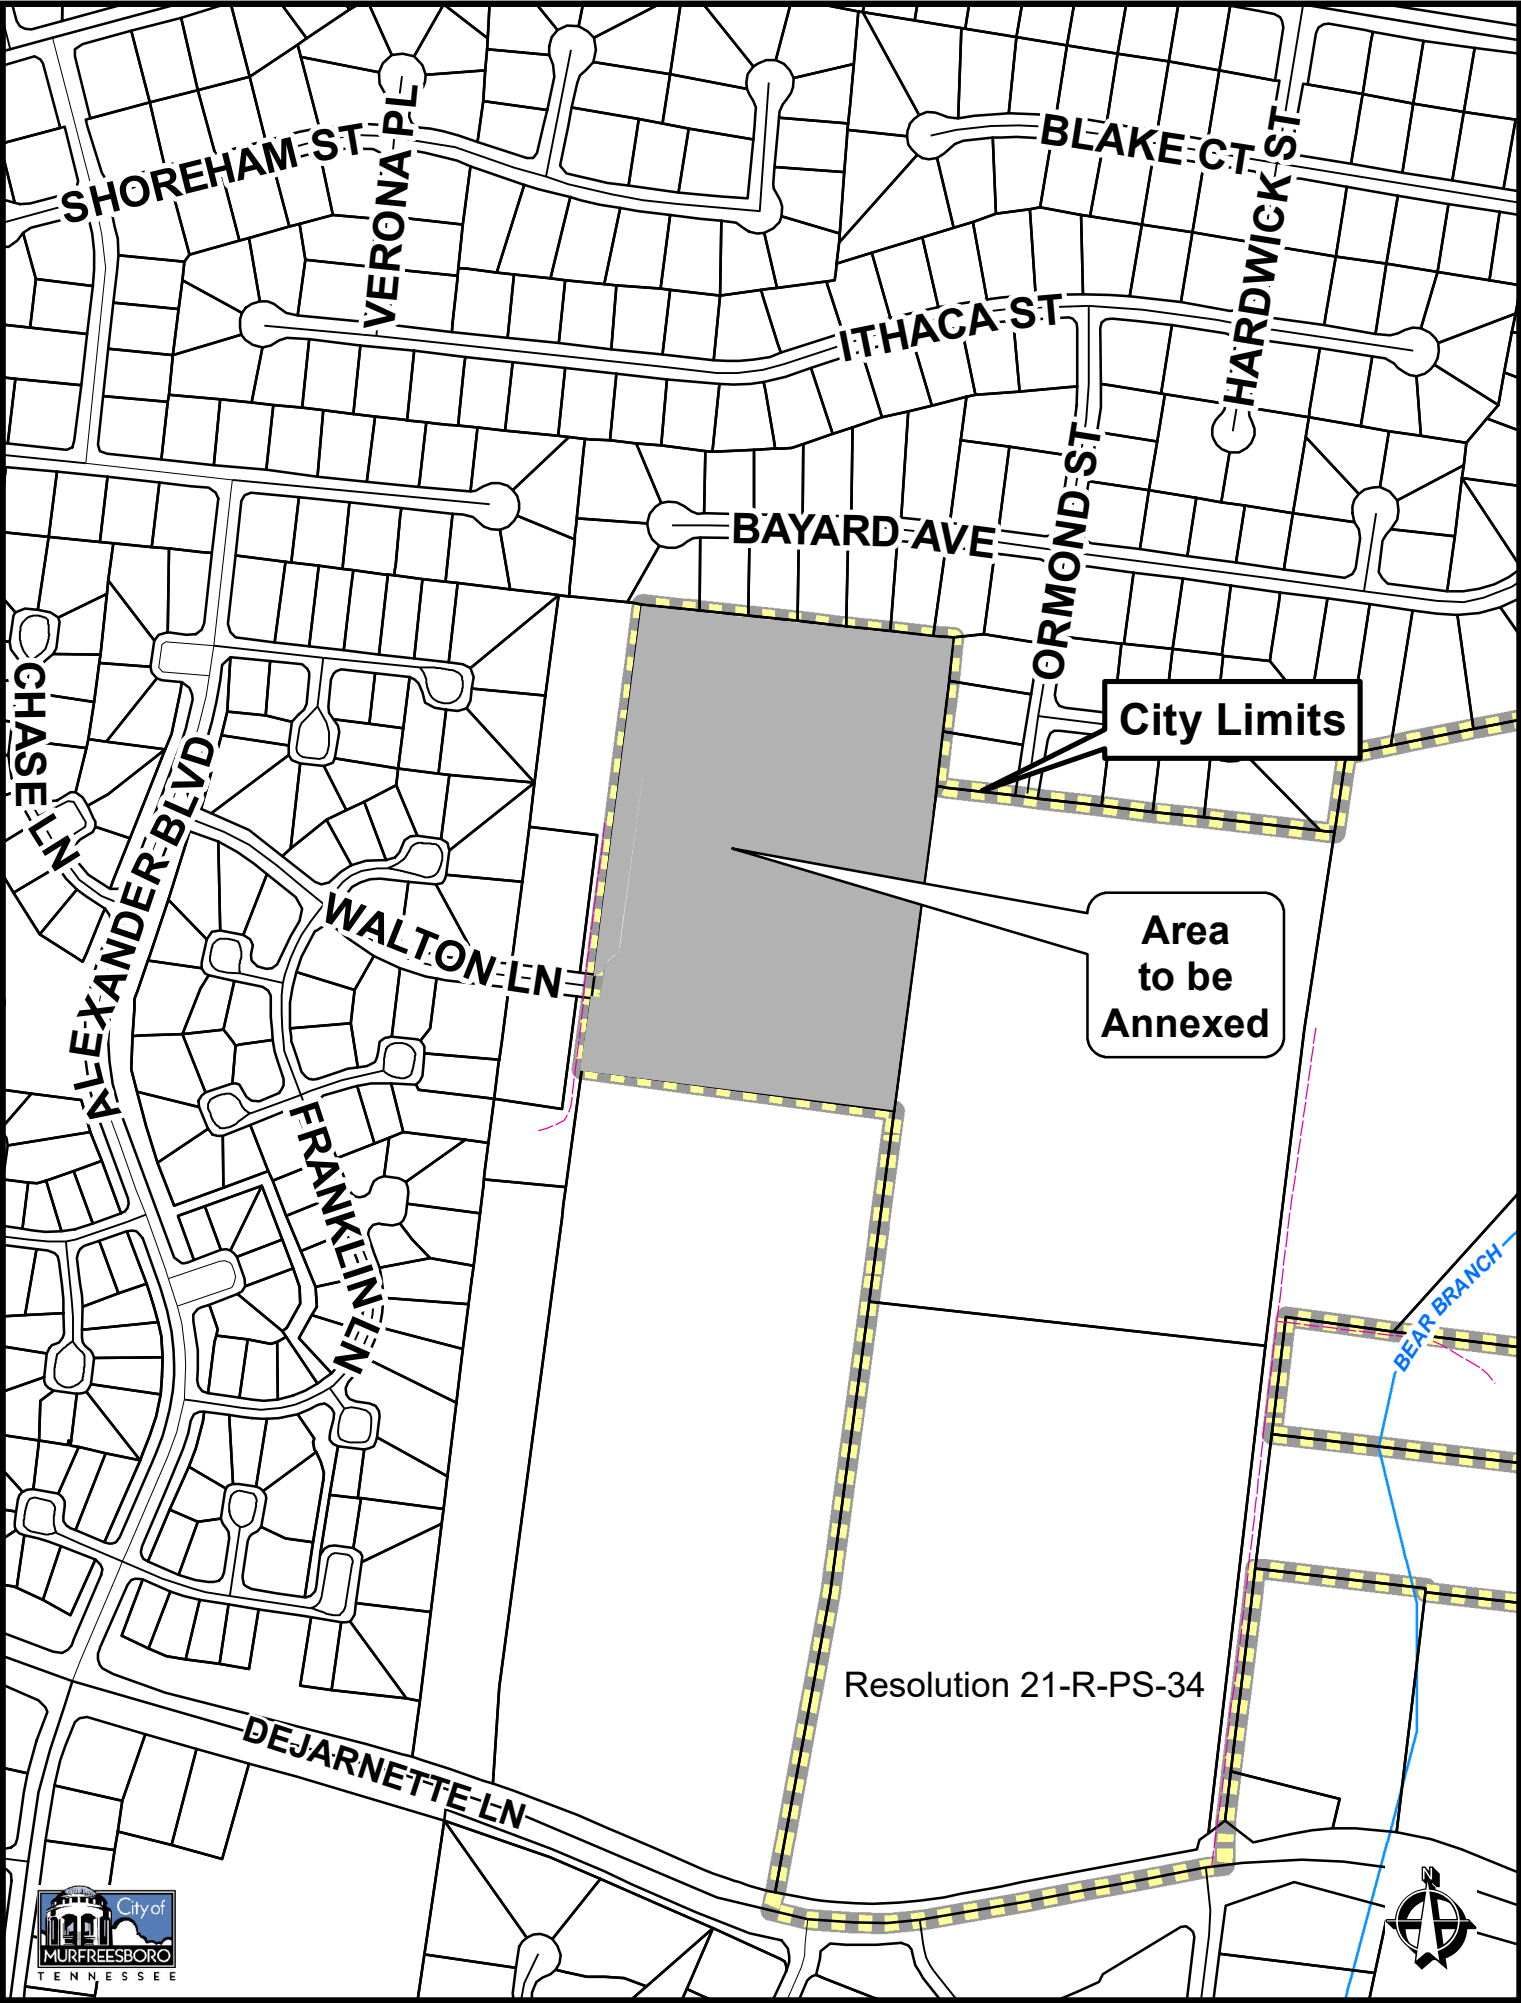 SHOREHAM ST
VERONA PL
BLAKE CT
HARDWICK ST
ITHACA ST
BAYARD AVE
ORMOND ST
City Limits
CHASE LN
ALEXANDER BLVD
WALTON LN
Area
to be
Annexed
FRANKLIN LN
BEAR BRANCH
Resolution 21-R-PS-34
DEJARNETTE LN
City of
MURFREESBORO
TENNESSEE
N